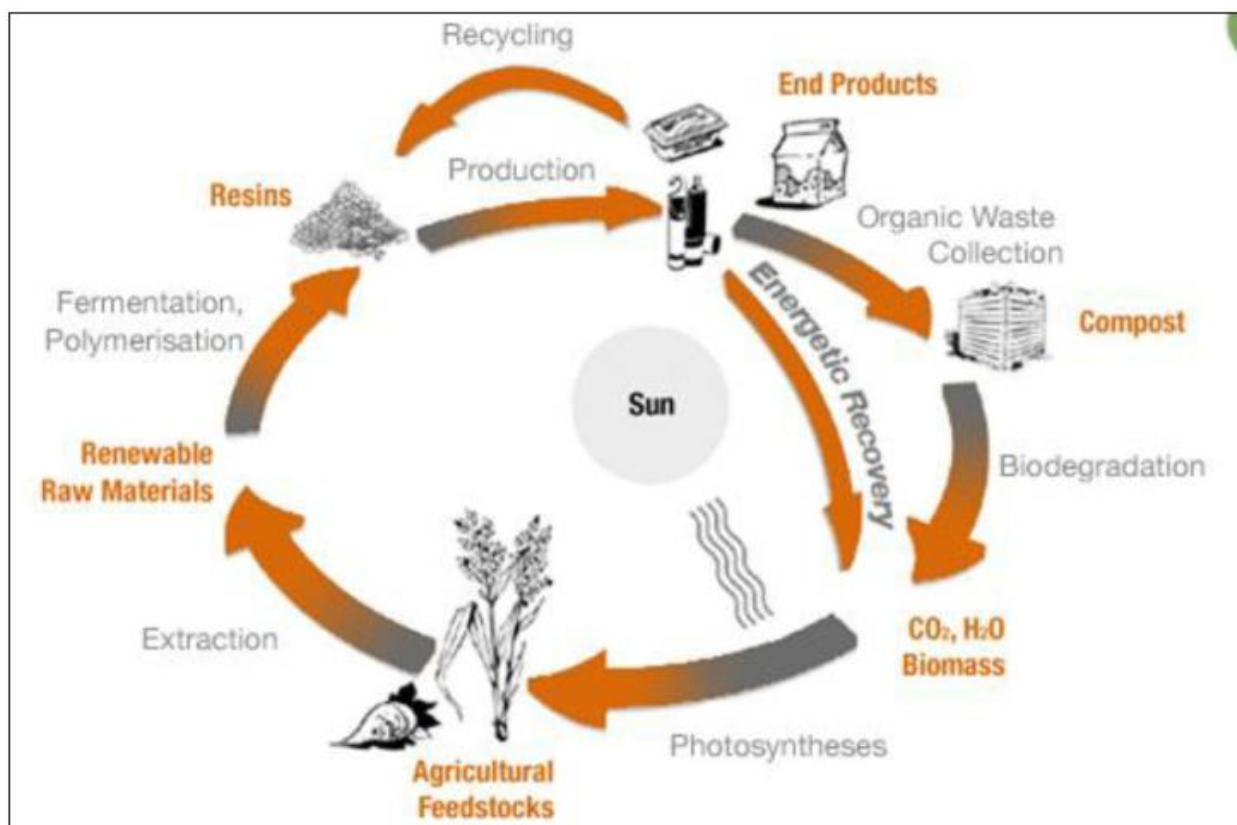 Recycling
End Products
Production
Resins
Organic Waste
Collection
Fermentation,
Polymerisation
Energetic Recovery
Compost
Sun
Renewable
Raw Materials
Biodegradation
Extraction
CO₂, H₂O
Biomass
Photosyntheses
Agricultural
Feedstocks